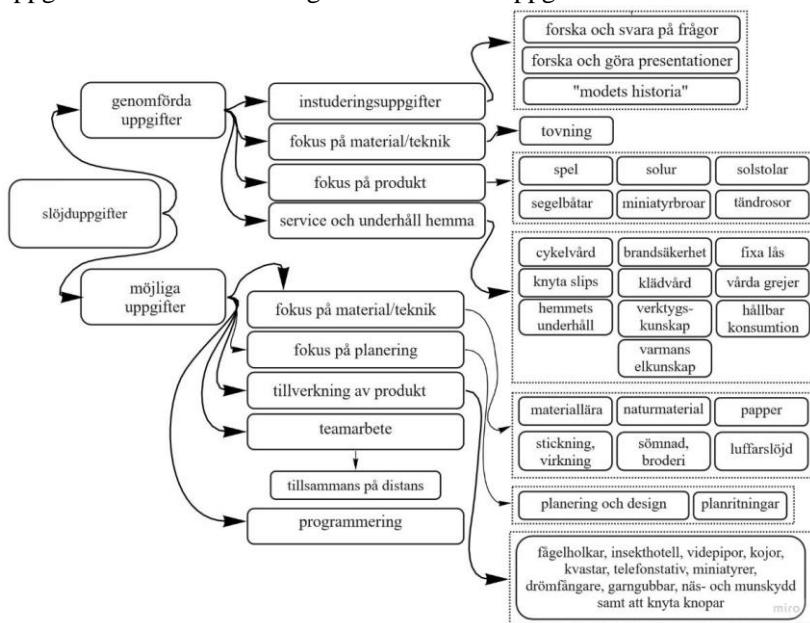 forska och svara på frågor
forska och göra presentationer
"modets historia"
genomförda
uppgifter
instuderingsuppgifter
fokus på material/teknik
tovning
fokus på produkt
spel
solur
solstolar
segelbåtar
miniatyrbroar
tändrosor
service och underhåll hemma
slöjduppgifter
cykelvård
brandsäkerhet
fixa lås
knyta slips
klädvård
vårda grejer
hemmets
underhåll
verktygs-
kunskap
hållbar
konsumtion
varmans
elkunskap
möjliga
uppgifter
fokus på material/teknik
fokus på planering
tillverkning av produkt
teamarbete
tillsammans på distans
programmering
materiallära
naturmaterial
papper
stickning,
virkning
sömnad,
broderi
luffarslöjd
planering och design
planritningar
fågelholkar, insekthotell, videpipor, kojor,
kvastar, telefonstativ, miniatyrer,
drömfångare, garngubbar, näs- och munskydd
samt att knyta knopar
miro